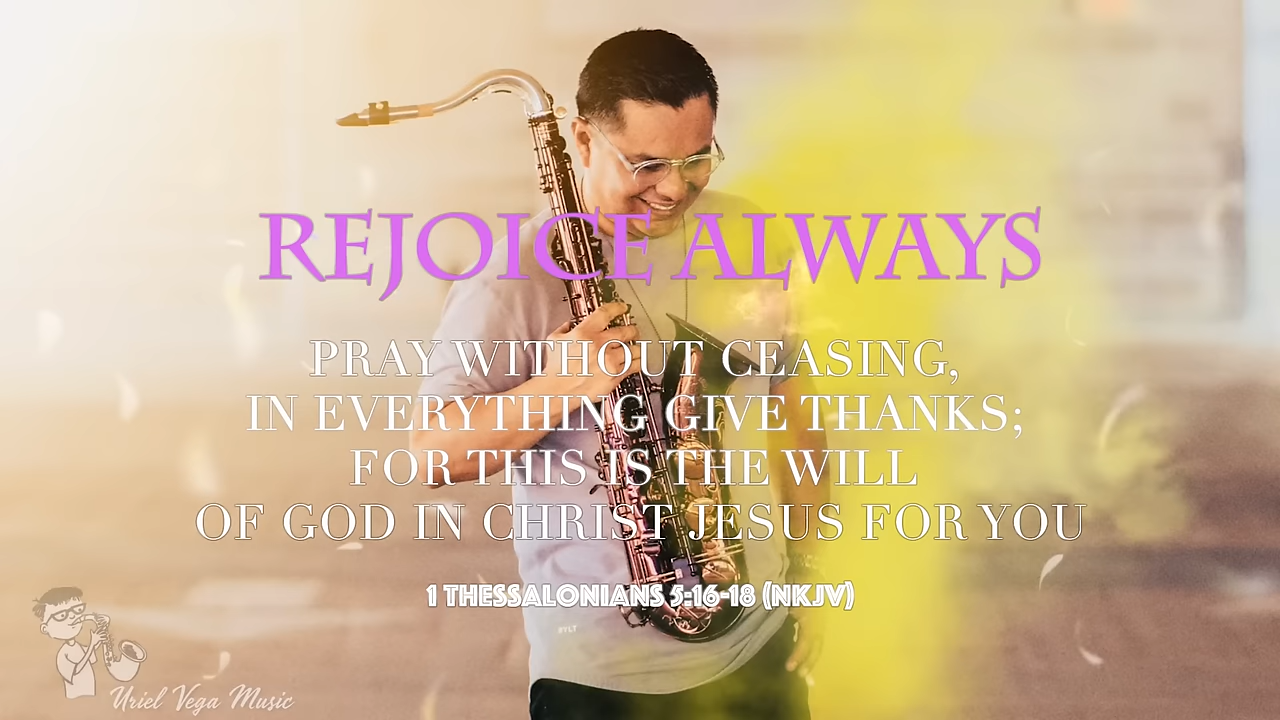 REJOICE ALWAYS
PRAY WITHOUT CEASING,
IN EVERYTHING GIVE THANKS;
FOR THIS IS THE WILL
OF GOD IN CHRIST JESUS FOR YOU
1 THESSALONIANS 5:16-18 (NKJV)
PYLT
Uriel Vega Music